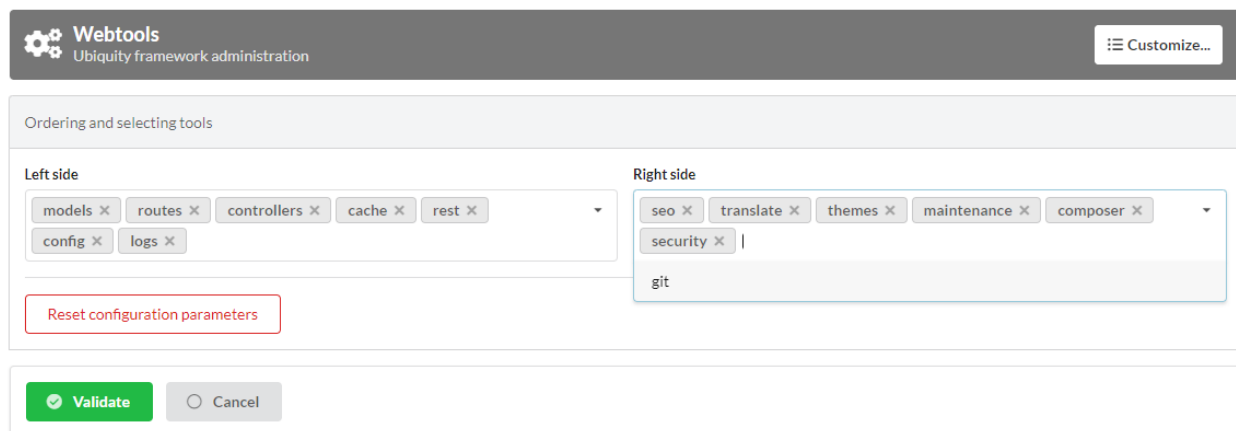 Webtools
Ubiquity framework administration
Customize...
Ordering and selecting tools
Left side
models routes controllers cache rest
config logs
Right side
seo translate themes maintenance composer
security
git
Reset configuration parameters
Validate Cancel